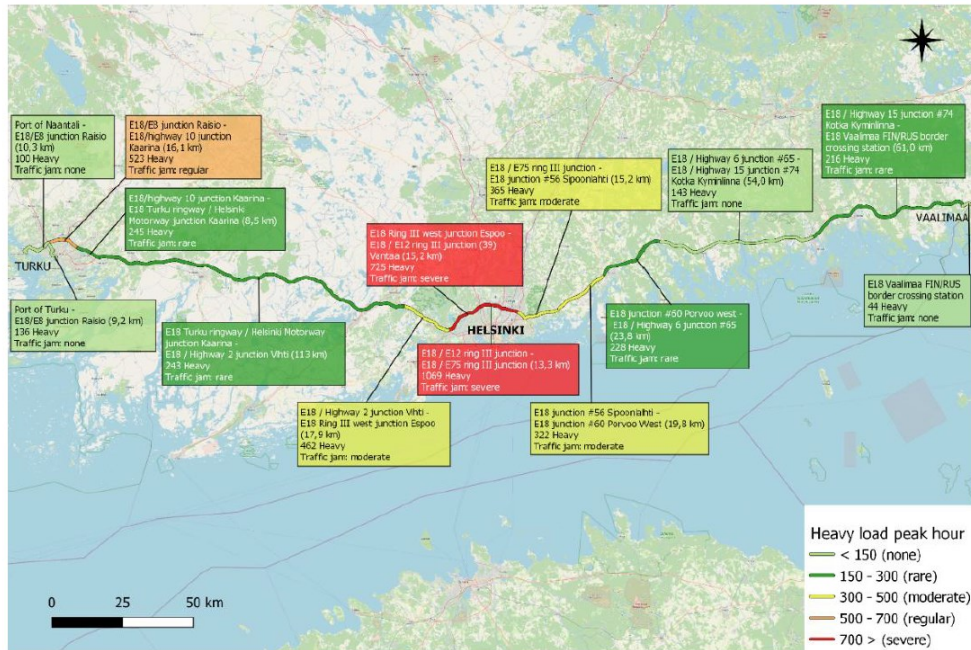 Port of Naantali -
E18/E8 junction Raisio
(10,3 km)
100 Heavy
Traffic jam: none
E18/E8 junction Raisio -
E18/highway 10 junction
Kaarina (16,1 km)
523 Heavy
Traffic jam: regular
E18/highway 10 junction Kaarina -
E18 Turku ringway / Helsinki
Motorway junction Kaarina (8,5 km)
245 Heavy
Traffic jam: rare
E18 Ring III west junction Espoo -
E18 / E12 ring III junction (39)
Vantaa (15,2 km)
725 Heavy
Traffic jam: severe
E18 / E75 ring III junction -
E18 junction #56 Spoonlahti (15,2 km)
365 Heavy
Traffic jam: moderate
E18 / Highway 6 junction #65 -
E18 / Highway 15 junction #74
Kotka Kyminlinna (54,0 km)
143 Heavy
Traffic jam: none
E18 / Highway 15 junction #74
Kotka Kyminlinna -
E18 Vaalimaa FIN/RUS border
crossing station (61,0 km)
216 Heavy
Traffic jam: rare
TURKU
HELSINKI
VAALIMAA
Port of Turku -
E18/E8 junction Raisio (9,2 km)
136 Heavy
Traffic jam: none
E18 Turku ringway / Helsinki Motorway
junction Kaarina -
E18 / Highway 2 junction Vihti (113 km)
243 Heavy
Traffic jam: rare
E18 / Highway 2 junction Vihti -
E18 Ring III west junction Espoo
(17,9 km)
462 Heavy
Traffic jam: moderate
E18 / E12 ring III junction -
E18 / E75 ring III junction (13,3 km)
1069 Heavy
Traffic jam: severe
E18 junction #56 Spoonlahti -
E18 junction #60 Porvoo West (19,8 km)
322 Heavy
Traffic jam: moderate
E18 junction #60 Porvoo west -
E18 / Highway 6 junction #65
(23,8 km)
228 Heavy
Traffic jam: rare
E18 Vaalimaa FIN/RUS
border crossing station
44 Heavy
Traffic jam: none
0 25 50 km
Heavy load peak hour
< 150 (none)
150 - 300 (rare)
300 - 500 (moderate)
500 - 700 (regular)
700 > (severe)